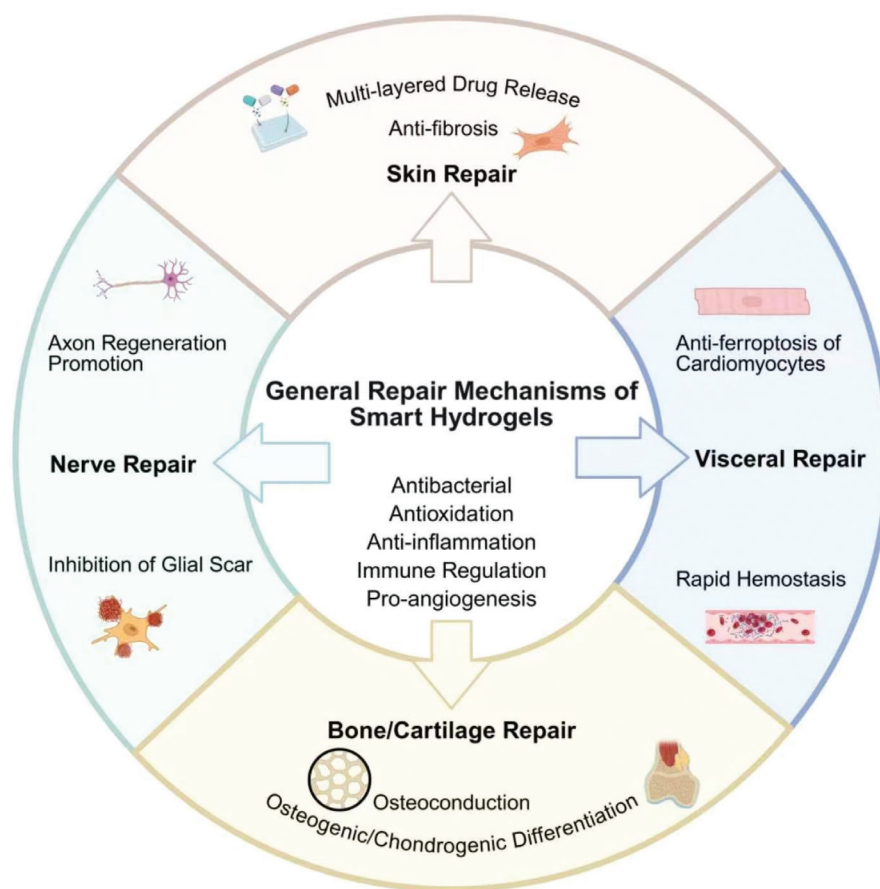 Multi-layered Drug Release
Anti-fibrosis
Skin Repair
Axon Regeneration
Promotion
Nerve Repair
Inhibition of Glial Scar
General Repair Mechanisms of
Smart Hydrogels
Antibacterial
Antioxidation
Anti-inflammation
Immune Regulation
Pro-angiogenesis
Anti-ferroptosis of
Cardiomyocytes
Visceral Repair
Rapid Hemostasis
Bone/Cartilage Repair
Osteoconduction
Osteogenic/Chondrogenic Differentiation